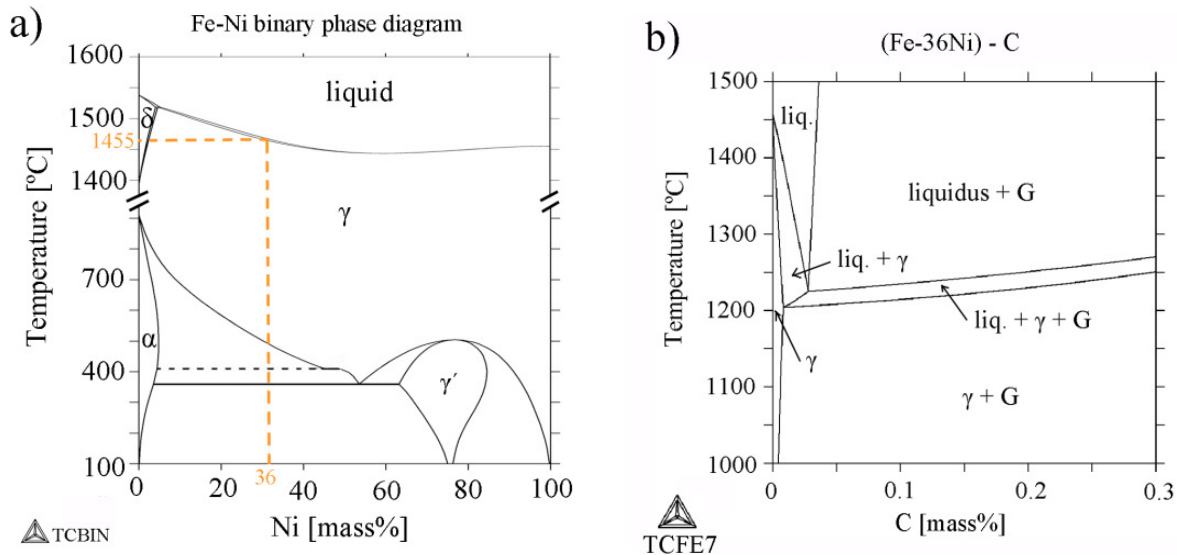 a)
Fe-Ni binary phase diagram
1600
1500
1455
1400
700
400
100
Temperature [ºC]
liquid
δ
γ
α
γ´
36
0
20
40
60
80
100
Ni [mass%]
TCBIN
b)
(Fe-36Ni) - C
1500
1400
1300
1200
1100
1000
Temperature [ºC]
liq.
liquidus + G
liq. + γ
liq. + γ + G
γ
γ + G
0
0.1
0.2
0.3
C [mass%]
TCFE7